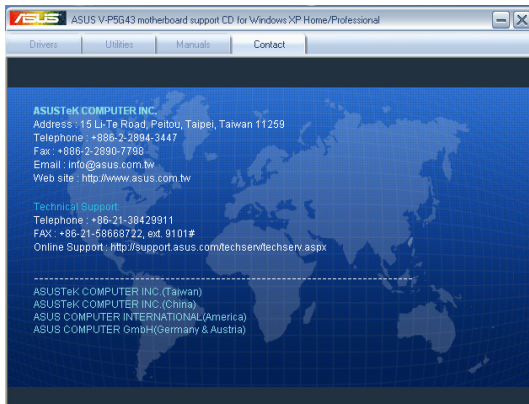 ASUS ASUS V-P5G43 motherboard support CD for Windows XP Home/Professional
Drivers Utilities Manuals Contact
ASUSTeK COMPUTER INC.
Address : 15 Li-Te Road, Peitou, Taipei, Taiwan 11259
Telephone : +886-2-2894-3447
Fax : +886-2-2890-7798
Email : info@asus.com.tw
Web site : http://www.asus.com.tw
Technical Support:
Telephone : +86-21-38429911
FAX : +86-21-58668722, ext. 9101#
Online Support : http://support.asus.com/techserv/techserv.aspx
ASUSTeK COMPUTER INC.(Taiwan)
ASUSTeK COMPUTER INC.(China)
ASUS COMPUTER INTERNATIONAL(America)
ASUS COMPUTER GmbH(Germany & Austria)